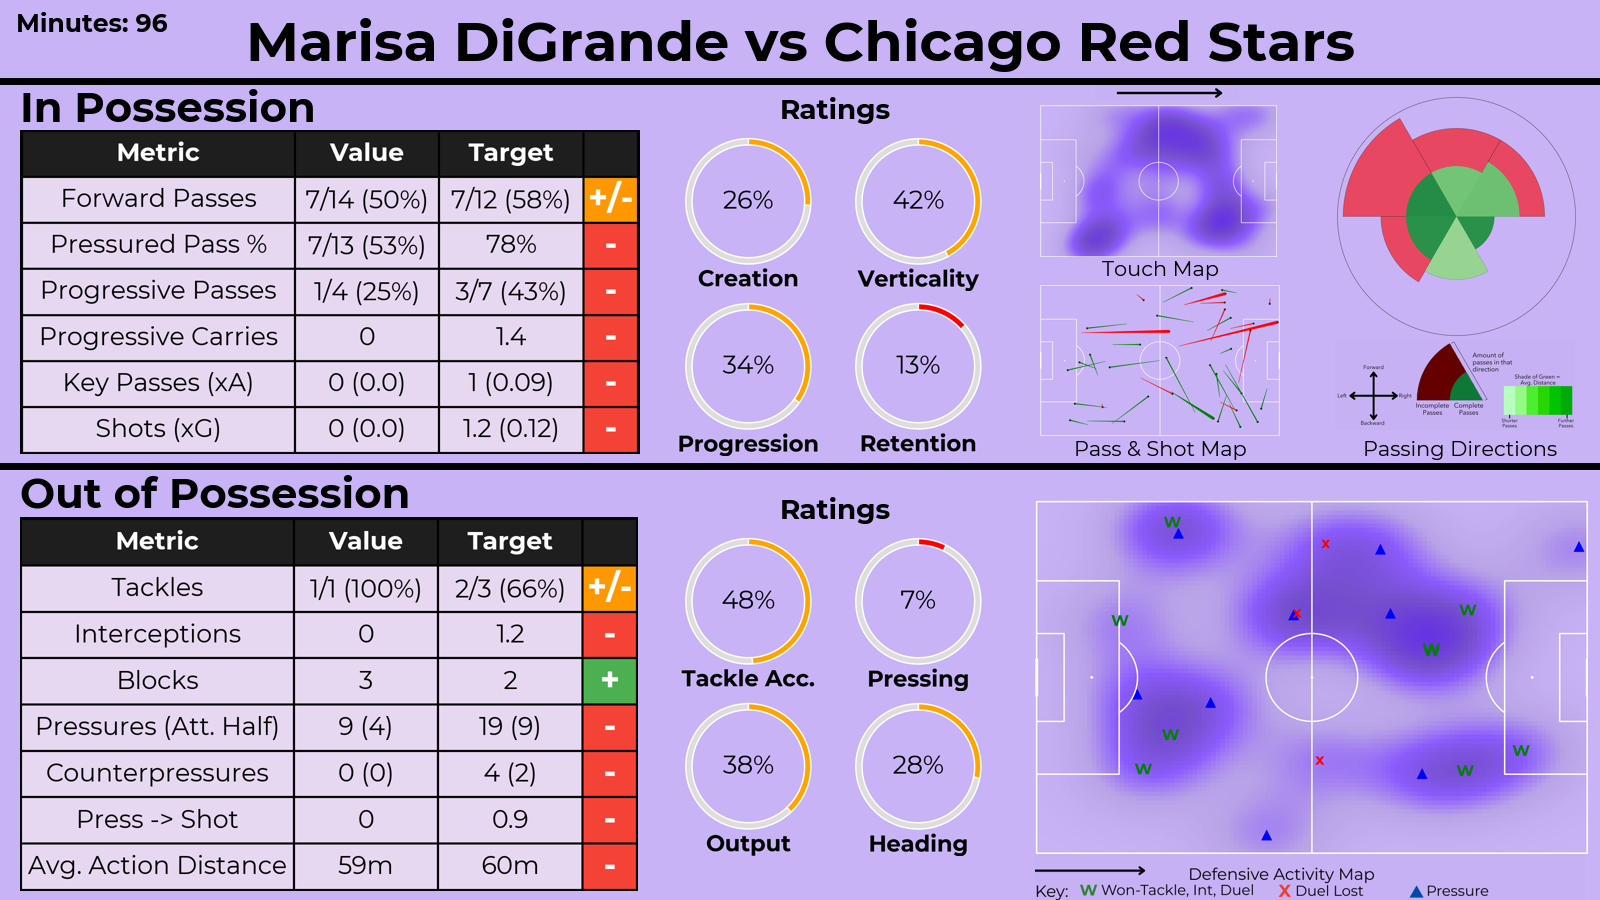 Minutes: 96
Marisa DiGrande vs Chicago Red Stars
In Possession
Metric Value Target
Forward Passes 7/14 (50%) 7/12 (58%) +/-
Pressured Pass % 7/13 (53%) 78% -
Progressive Passes 1/4 (25%) 3/7 (43%) -
Progressive Carries 0 1.4 -
Key Passes (xA) 0 (0.0) 1 (0.09) -
Shots (xG) 0 (0.0) 1.2 (0.12) -
Ratings
26% 42%
Creation Verticality
34% 13%
Progression Retention
Touch Map
Pass & Shot Map
Amount of
passes in that
direction
Forward
Left Right
Backward
Incomplete
Passes
Complete
Passes
Shade of Green =
Avg. Distance
Shorter
Passes
Further
Passes
Passing Directions
Out of Possession
Metric Value Target
Tackles 1/1 (100%) 2/3 (66%) +/-
Interceptions 0 1.2 -
Blocks 3 2 +
Pressures (Att. Half) 9 (4) 19 (9) -
Counterpressures 0 (0) 4 (2) -
Press -> Shot 0 0.9 -
Avg. Action Distance 59m 60m -
Ratings
48% 7%
Tackle Acc. Pressing
38% 28%
Output Heading
W
x
W
W
x
W
W
W
W
x
W
W
Defensive Activity Map
Key: W Won-Tackle, Int, Duel X Duel Lost ▲ Pressure